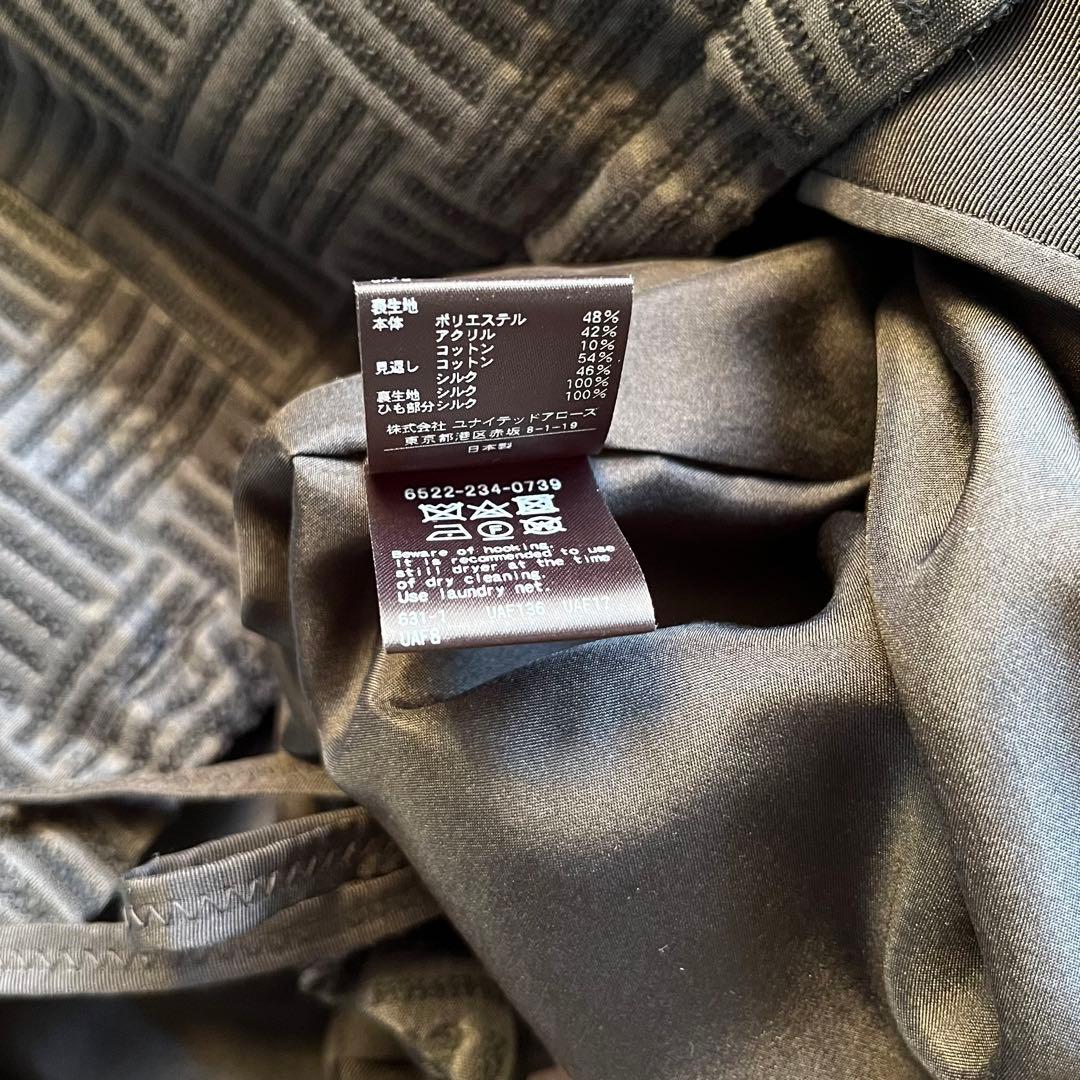 表生地
本体 ポリエステル 48%
アクリル 42%
コットン 10%
見返し コットン 54%
シルク 46%
裏生地 シルク 100%
ひも部分 シルク 100%
株式会社 ユナイテッドアローズ
東京都港区赤坂 8-1-19
日本製
6522-234-0739
F
Beware of hooking.
It is recommended to use
still dryer at the time
of dry cleaning.
Use laundry net.
631-1 UAF136 UAF17
UAF8